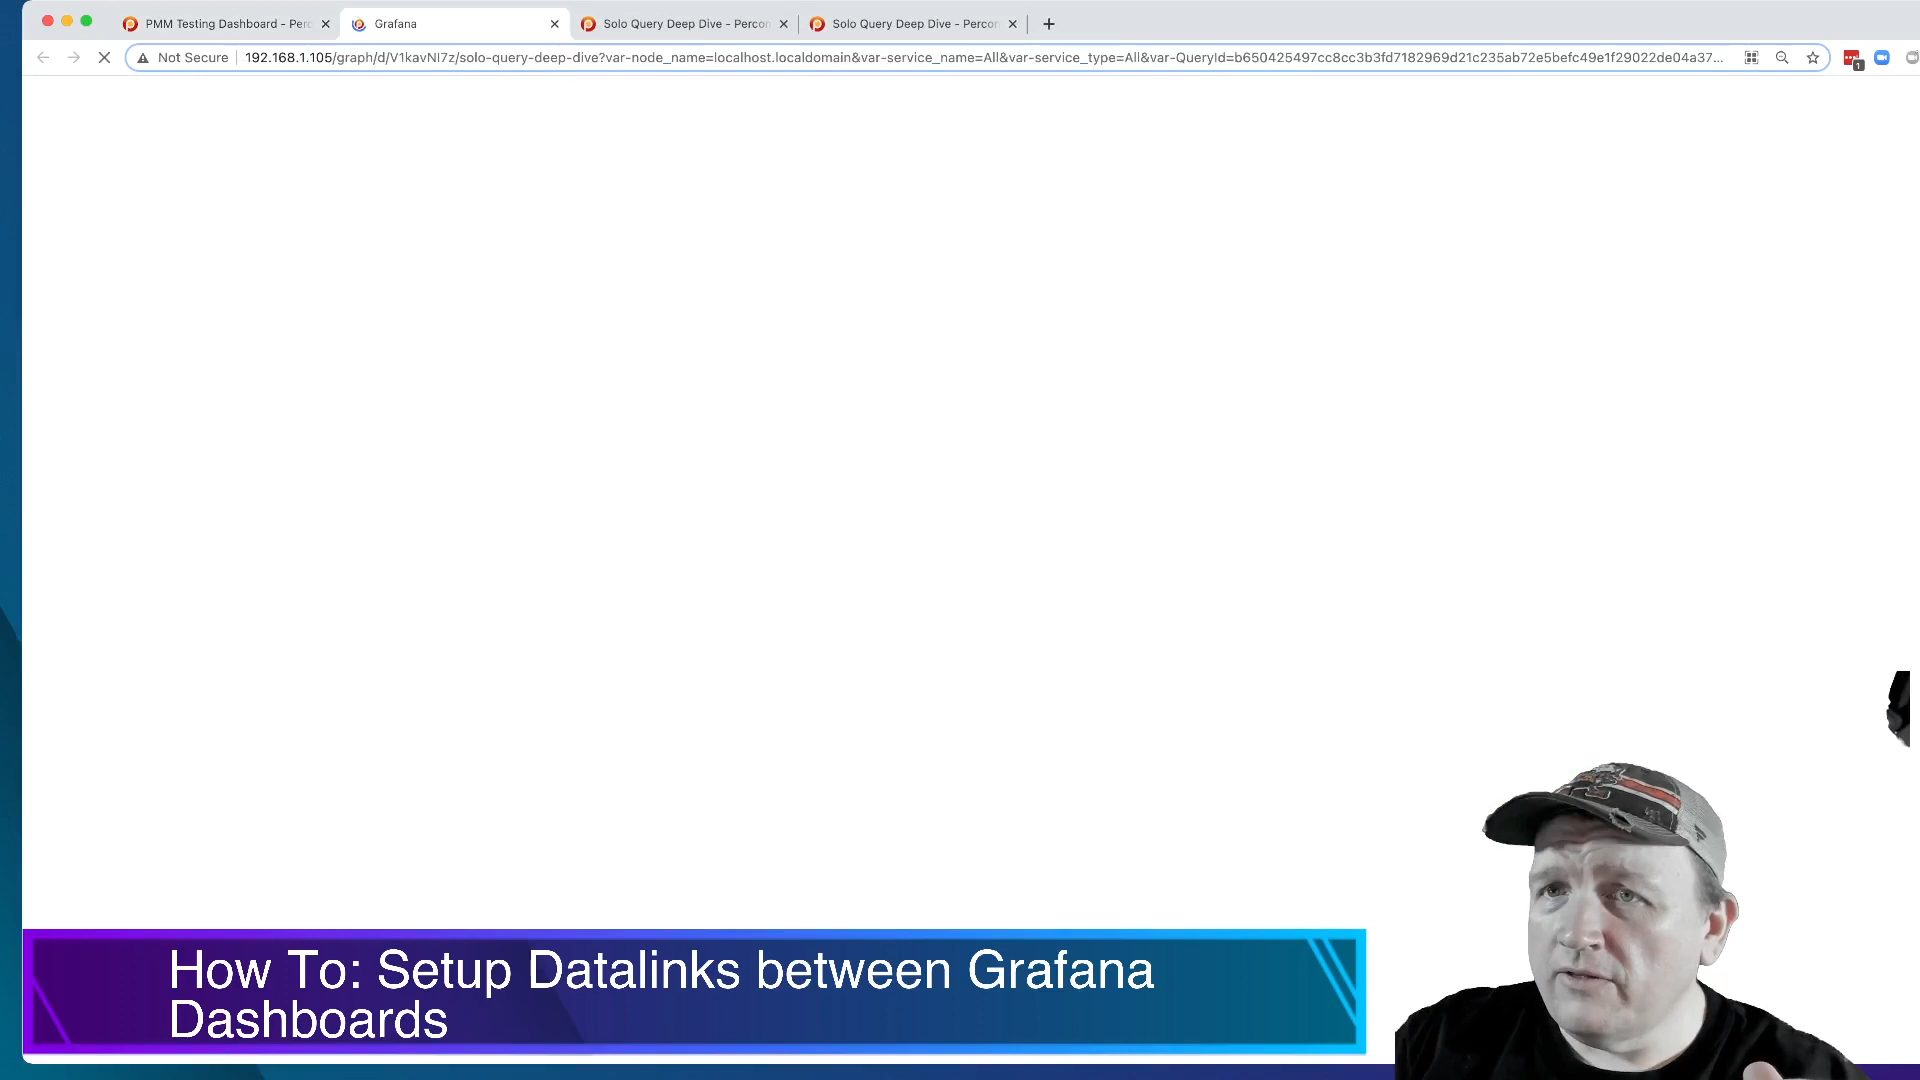 PMM Testing Dashboard - Perc
Grafana
Solo Query Deep Dive - Percon
Solo Query Deep Dive - Percon
Not Secure
192.168.1.105/graph/d/V1kavNI7z/solo-query-deep-dive?var-node_name=localhost.localdomain&var-service_name=All&var-service_type=All&var-QueryId=b650425497cc8cc3b3fd7182969d21c235ab72e5befc49e1f29022de04a37...
1
How To: Setup Datalinks between Grafana
Dashboards